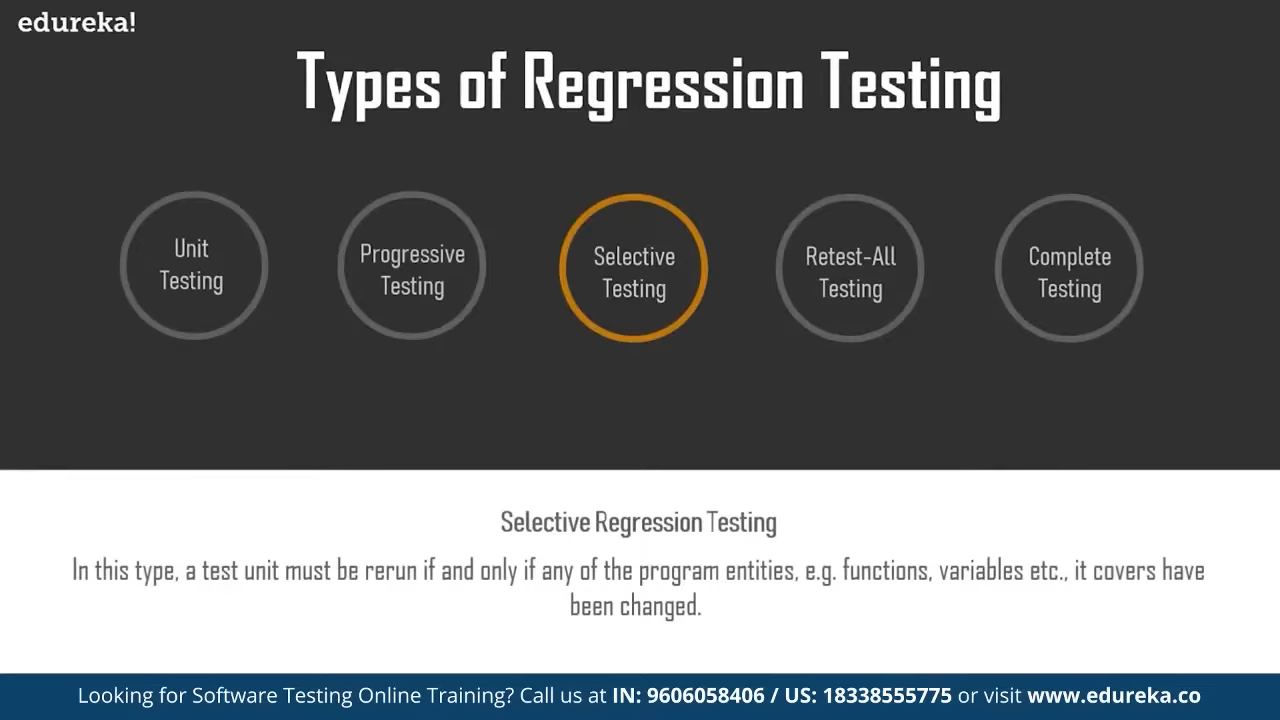 edureka!
Types of Regression Testing
Unit
Testing
Progressive
Testing
Selective
Testing
Retest-All
Testing
Complete
Testing
Selective Regression Testing
In this type, a test unit must be rerun if and only if any of the program entities, e.g. functions, variables etc., it covers have
been changed.
Looking for Software Testing Online Training? Call us at IN: 9606058406 / US: 18338555775 or visit www.edureka.co